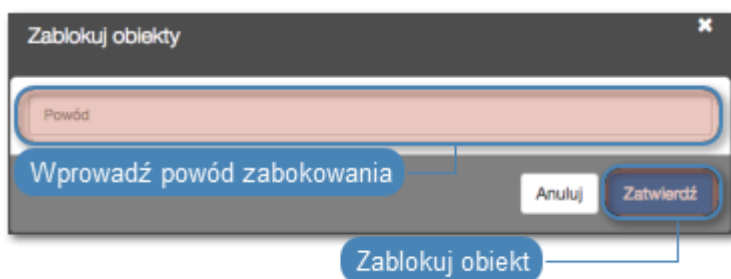 Zablokuj obiekty
Powód
Wprowadź powód zabokowania
Anuluj
Zatwierdź
Zablokuj obiekt